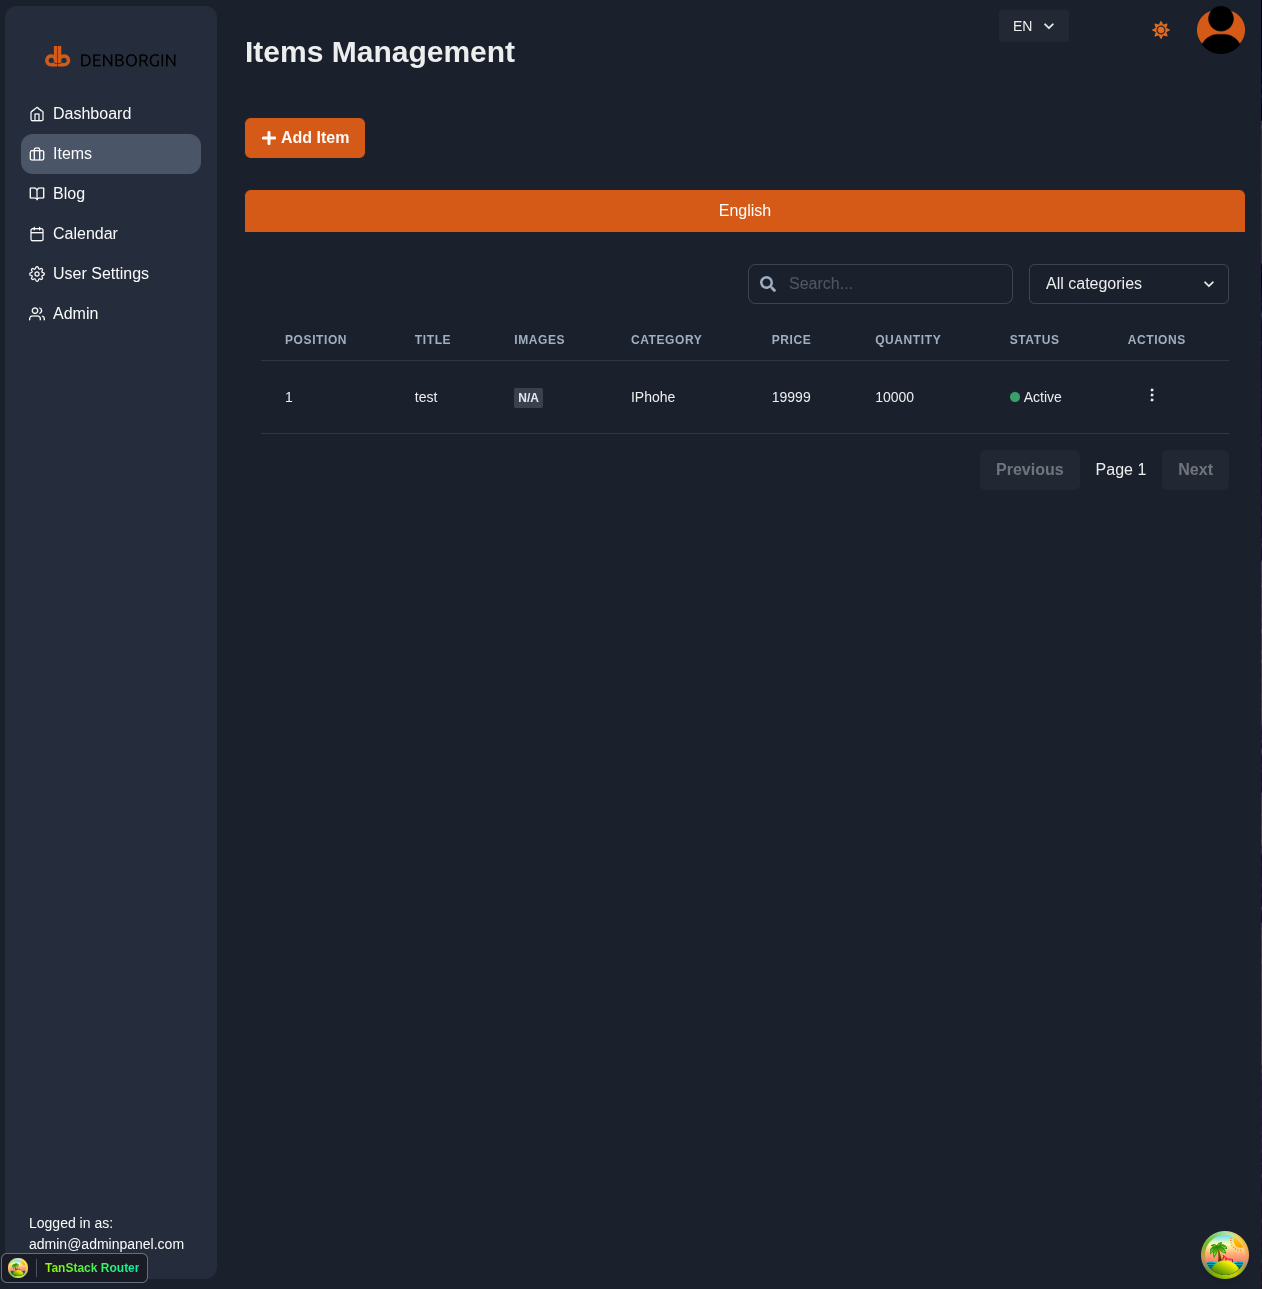 DENBORGIN
Dashboard
Items
Blog
Calendar
User Settings
Admin
Logged in as:
admin@adminpanel.com
TanStack Router
EN
Items Management
Add Item
English
Search...
All categories
POSITION TITLE IMAGES CATEGORY PRICE QUANTITY STATUS ACTIONS
1 test N/A IPhohe 19999 10000 Active
Previous Page 1 Next